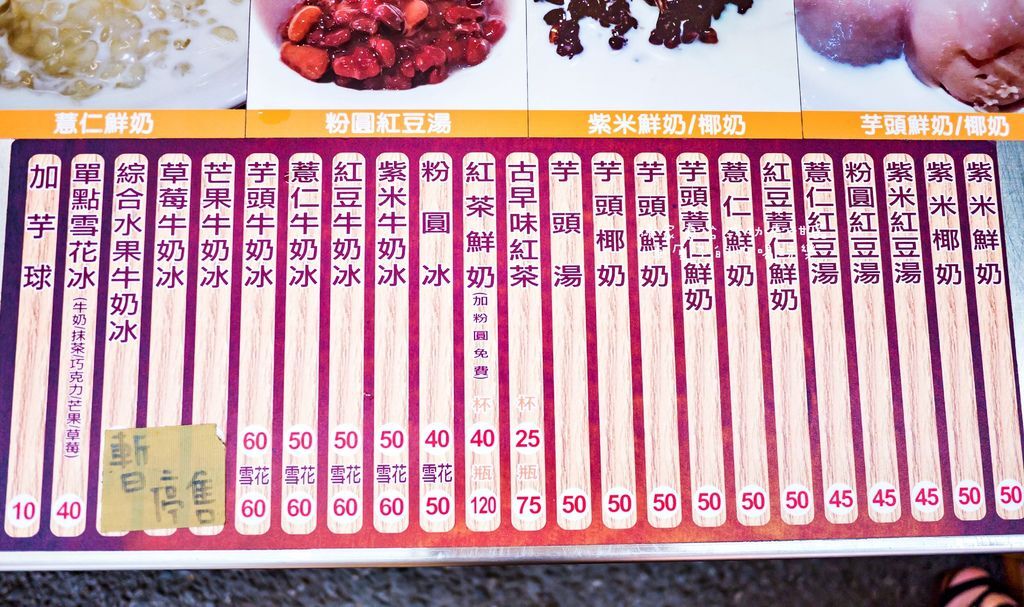 薏仁鮮奶
粉圓紅豆湯
紫米鮮奶/椰奶
芋頭鮮奶/椰奶
紫米鮮奶 50
紫米椰奶 50
紫米紅豆湯 45
粉圓紅豆湯 45
薏仁紅豆湯 45
紅豆薏仁鮮奶 50
薏仁鮮奶 50
芋頭薏仁鮮奶 50
芋頭鮮奶 50
芋頭椰奶 50
芋頭湯 50
古早味紅茶 杯 25 瓶 75
紅茶鮮奶(加粉圓免費) 杯 40 瓶 120
粉圓冰 40 雪花 50
紫米牛奶冰 50 雪花 60
紅豆牛奶冰 50 雪花 60
薏仁牛奶冰 50 雪花 60
芋頭牛奶冰 60 雪花 60
芒果牛奶冰
草莓牛奶冰
綜合水果牛奶冰
暫停售
單點雪花冰(牛奶/抹茶/巧克力/芒果/草莓) 40
加芋球 10